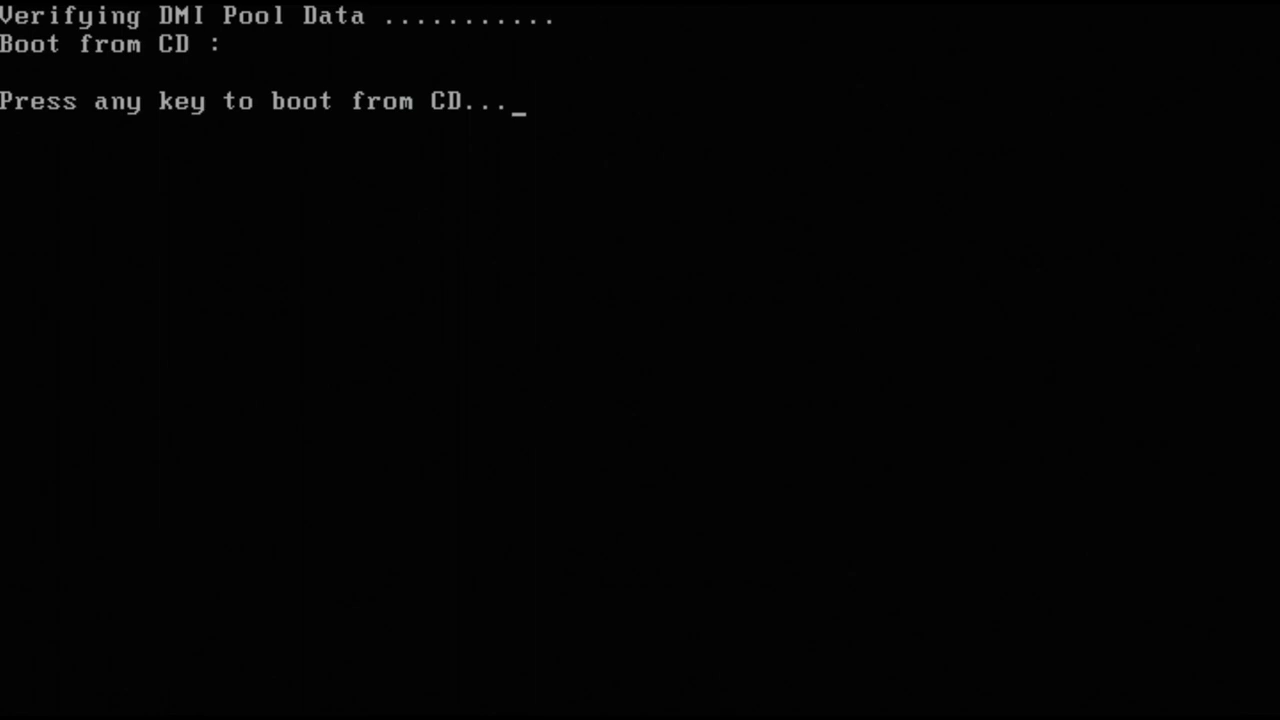 Verifying DMI Pool Data ...........
Boot from CD :
Press any key to boot from CD..._